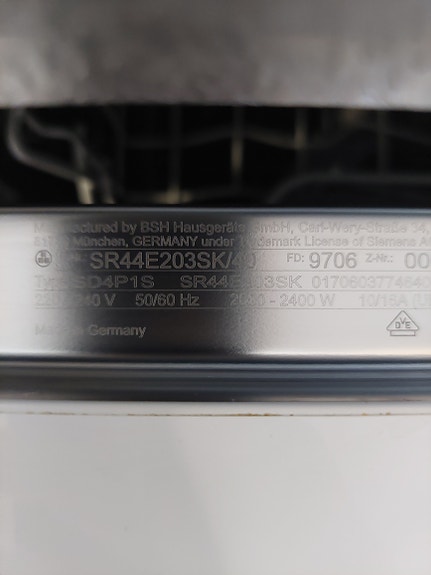 Manufactured by BSH Hausgeräte GmbH, Carl-Wery-Straße 34,
München, GERMANY under Trademark License of Siemens
SR44E203SK/40 FD: 9706 Z-Nr.: 00
SD4P1S SR44E203SK
50/60 Hz 2400 W
Made in Germany
VDE